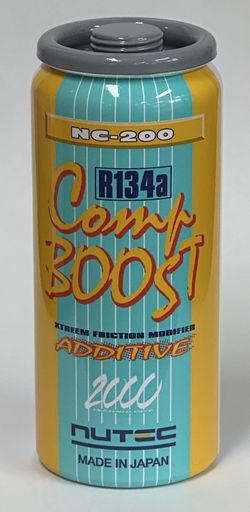 NC-200
R134a
Comp
BOOST
XTREEM FRICTION MODIFIER
ADDITIVE
2000
NUTEC
MADE IN JAPAN